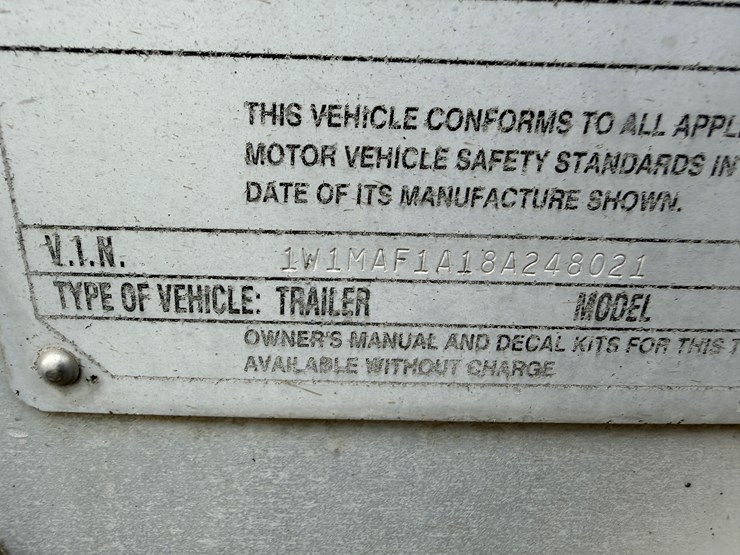 THIS VEHICLE CONFORMS TO ALL APPL
MOTOR VEHICLE SAFETY STANDARDS IN
DATE OF ITS MANUFACTURE SHOWN.
V.I.N. 1W1MAF1A18A248021
TYPE OF VEHICLE: TRAILER MODEL
OWNER'S MANUAL AND DECAL KITS FOR THIS T
AVAILABLE WITHOUT CHARGE